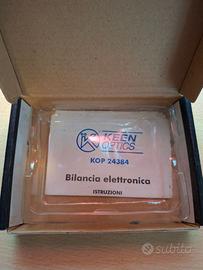 KEEN
OPTICS
KOP 24384
Bilancia elettronica
ISTRUZIONI
subito